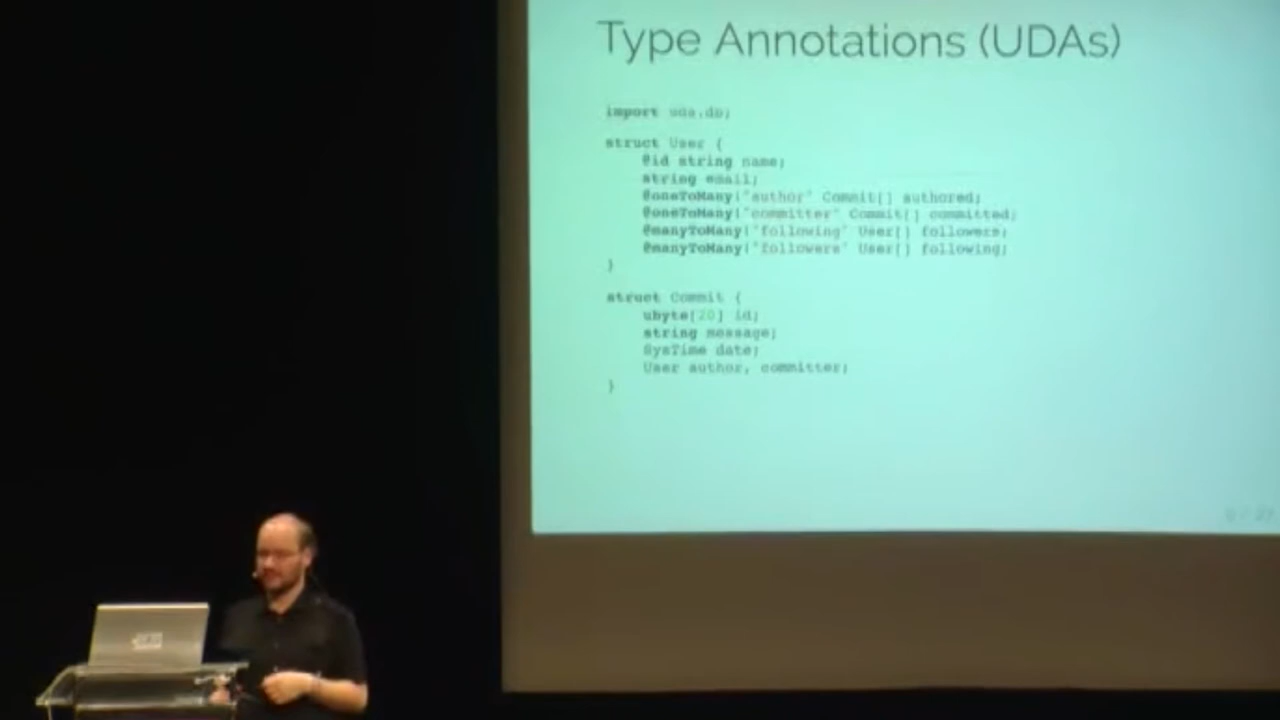 Type Annotations (UDAs)
import uda.db;
struct User {
@id string name;
string email;
@oneToMany("author" Commit[] authored;
@oneToMany("committer" Commit[] committed;
@manyToMany("following" User[] followers;
@manyToMany("followers" User[] following;
}
struct Commit {
ubyte[20] id;
string message;
SysTime date;
User author, committer;
}